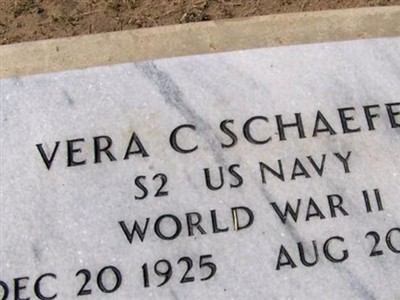 VERA C SCHAEFE
S2 US NAVY
WORLD WAR II
DEC 20 1925 AUG 20